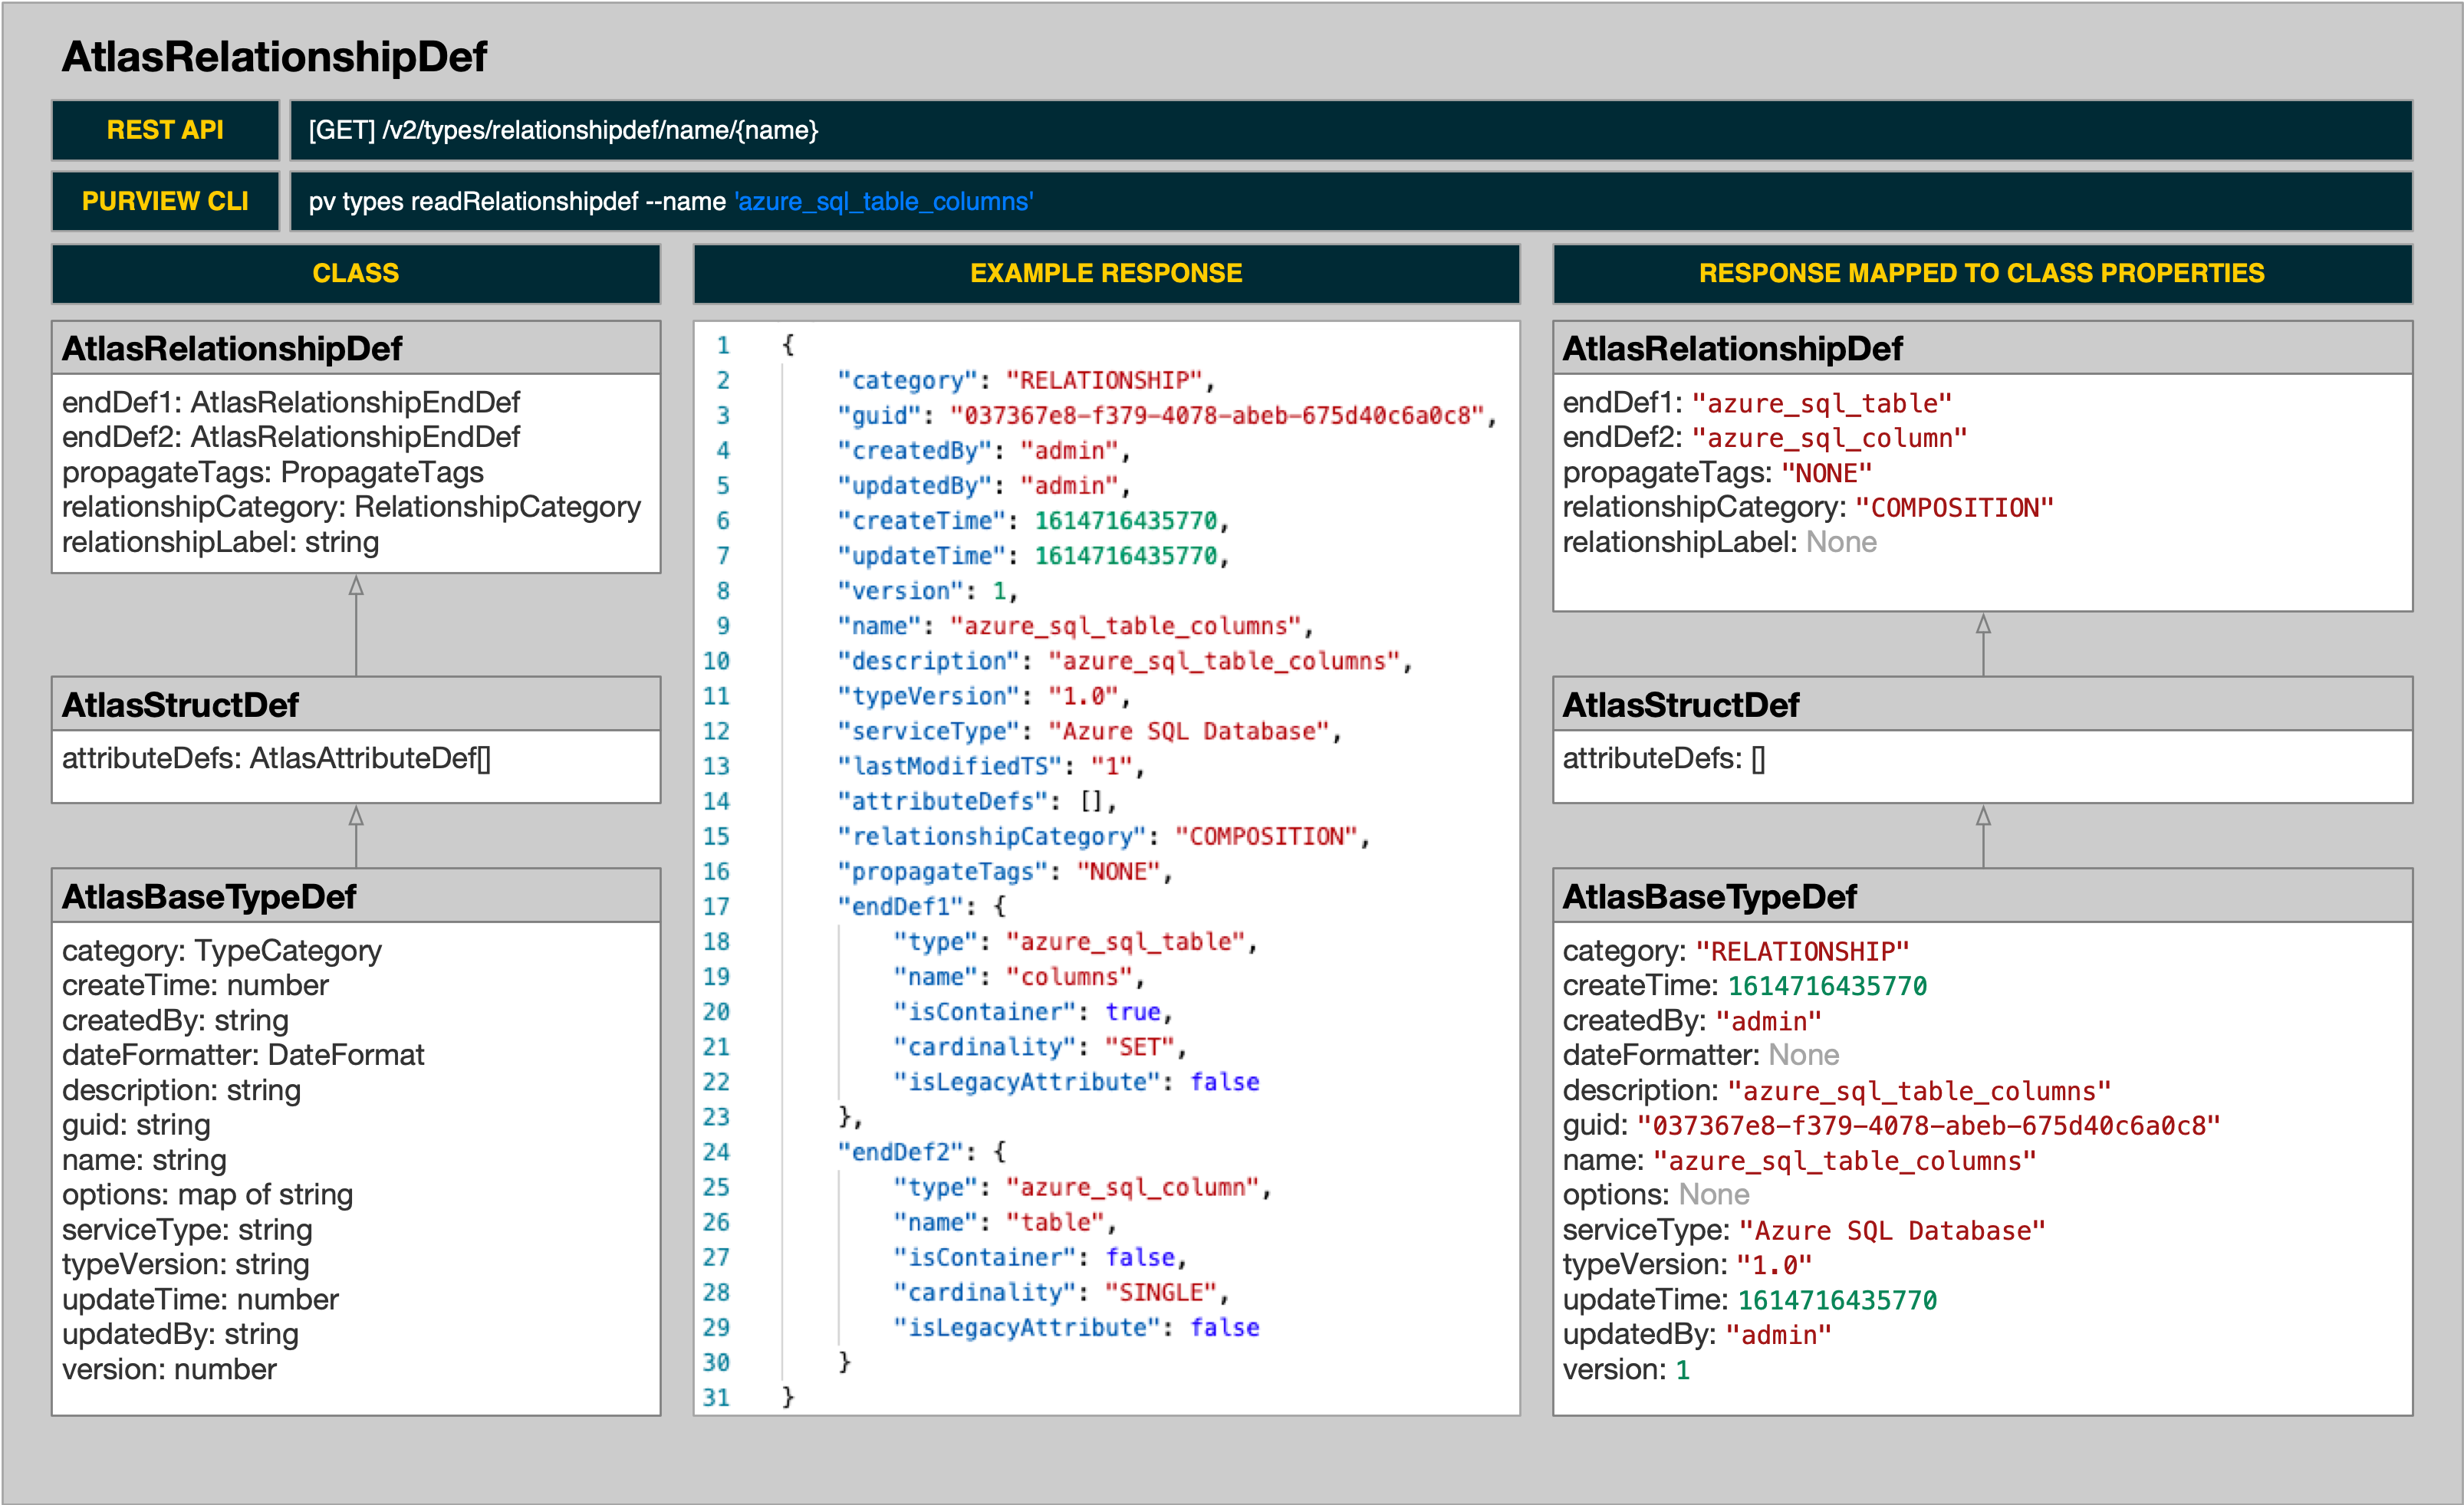 AtlasRelationshipDef
REST API
[GET] /v2/types/relationshipdef/name/{name}
PURVIEW CLI
pv types readRelationshipdef --name 'azure_sql_table_columns'
CLASS
AtlasRelationshipDef
endDef1: AtlasRelationshipEndDef
endDef2: AtlasRelationshipEndDef
propagateTags: PropagateTags
relationshipCategory: RelationshipCategory
relationshipLabel: string
AtlasStructDef
attributeDefs: AtlasAttributeDef[]
AtlasBaseTypeDef
category: TypeCategory
createTime: number
createdBy: string
dateFormatter: DateFormat
description: string
guid: string
name: string
options: map of string
serviceType: string
typeVersion: string
updateTime: number
updatedBy: string
version: number
EXAMPLE RESPONSE
1 {
2 "category": "RELATIONSHIP",
3 "guid": "037367e8-f379-4078-abeb-675d40c6a0c8",
4 "createdBy": "admin",
5 "updatedBy": "admin",
6 "createTime": 1614716435770,
7 "updateTime": 1614716435770,
8 "version": 1,
9 "name": "azure_sql_table_columns",
10 "description": "azure_sql_table_columns",
11 "typeVersion": "1.0",
12 "serviceType": "Azure SQL Database",
13 "lastModifiedTS": "1",
14 "attributeDefs": [],
15 "relationshipCategory": "COMPOSITION",
16 "propagateTags": "NONE",
17 "endDef1": {
18 "type": "azure_sql_table",
19 "name": "columns",
20 "isContainer": true,
21 "cardinality": "SET",
22 "isLegacyAttribute": false
23 },
24 "endDef2": {
25 "type": "azure_sql_column",
26 "name": "table",
27 "isContainer": false,
28 "cardinality": "SINGLE",
29 "isLegacyAttribute": false
30 }
31 }
RESPONSE MAPPED TO CLASS PROPERTIES
AtlasRelationshipDef
endDef1: "azure_sql_table"
endDef2: "azure_sql_column"
propagateTags: "NONE"
relationshipCategory: "COMPOSITION"
relationshipLabel: None
AtlasStructDef
attributeDefs: []
AtlasBaseTypeDef
category: "RELATIONSHIP"
createTime: 1614716435770
createdBy: "admin"
dateFormatter: None
description: "azure_sql_table_columns"
guid: "037367e8-f379-4078-abeb-675d40c6a0c8"
name: "azure_sql_table_columns"
options: None
serviceType: "Azure SQL Database"
typeVersion: "1.0"
updateTime: 1614716435770
updatedBy: "admin"
version: 1